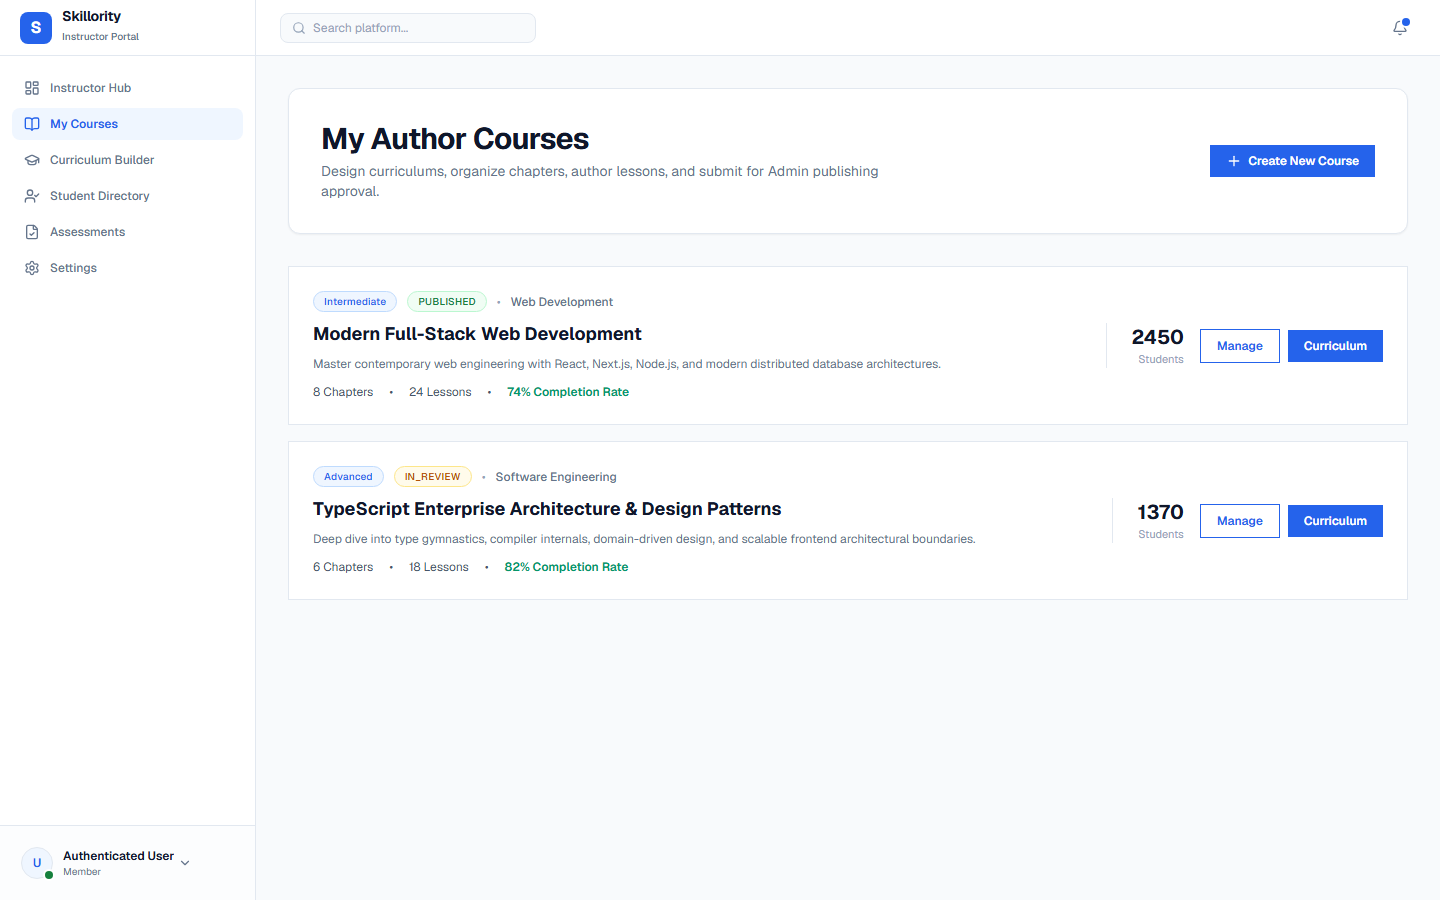 S
Skillority
Instructor Portal
Search platform...
Instructor Hub
My Courses
Curriculum Builder
Student Directory
Assessments
Settings
My Author Courses
Design curriculums, organize chapters, author lessons, and submit for Admin publishing
approval.
Create New Course
Intermediate PUBLISHED • Web Development
Modern Full-Stack Web Development
Master contemporary web engineering with React, Next.js, Node.js, and modern distributed database architectures.
8 Chapters • 24 Lessons • 74% Completion Rate
2450
Students
Manage
Curriculum
Advanced IN_REVIEW • Software Engineering
TypeScript Enterprise Architecture & Design Patterns
Deep dive into type gymnastics, compiler internals, domain-driven design, and scalable frontend architectural boundaries.
6 Chapters • 18 Lessons • 82% Completion Rate
1370
Students
Manage
Curriculum
U
Authenticated User
Member